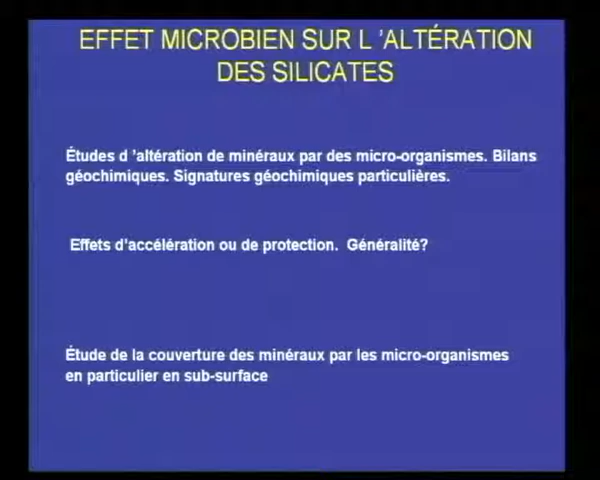 EFFET MICROBIEN SUR L 'ALTÉRATION
DES SILICATES
Études d 'altération de minéraux par des micro-organismes. Bilans
géochimiques. Signatures géochimiques particulières.
Effets d'accélération ou de protection. Généralité?
Étude de la couverture des minéraux par les micro-organismes
en particulier en sub-surface